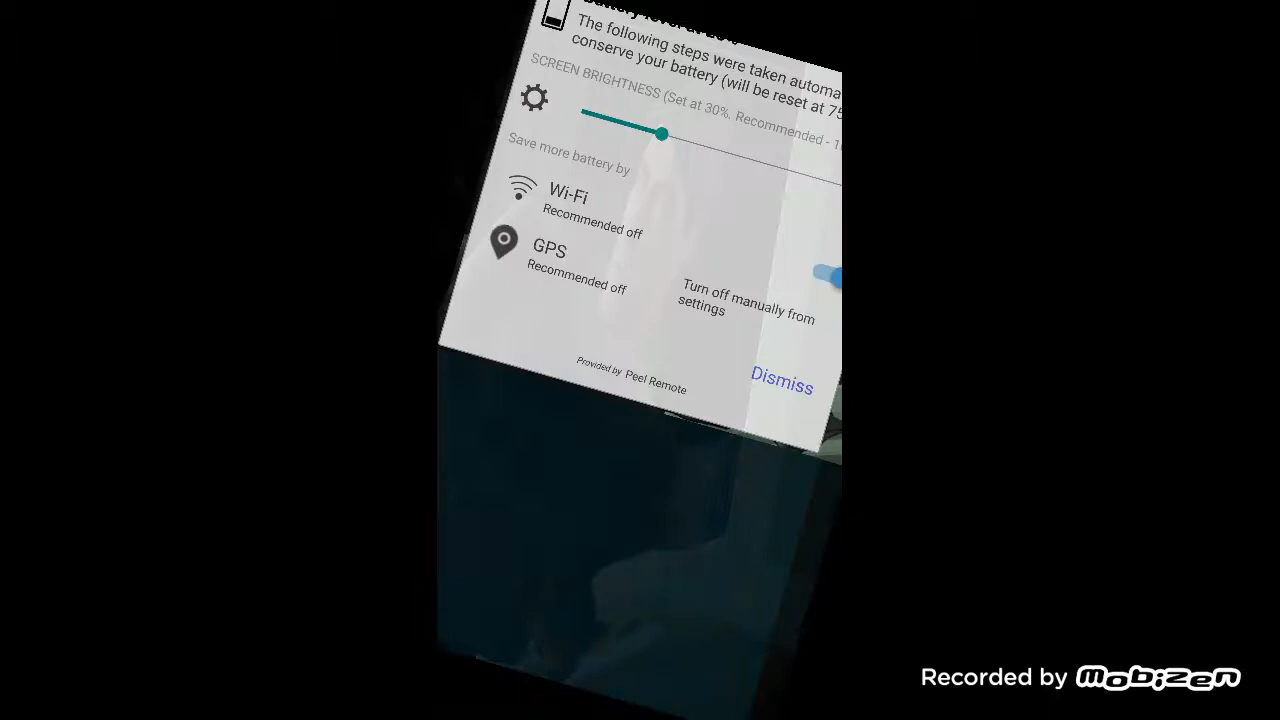 The following steps were taken automa
conserve your battery (will be reset at 75
SCREEN BRIGHTNESS (Set at 30%. Recommended - 1
Save more battery by
Wi-Fi
Recommended off
GPS
Recommended off
Turn off manually from
settings
Provided by Peel Remote
Dismiss
Recorded by Mobizen